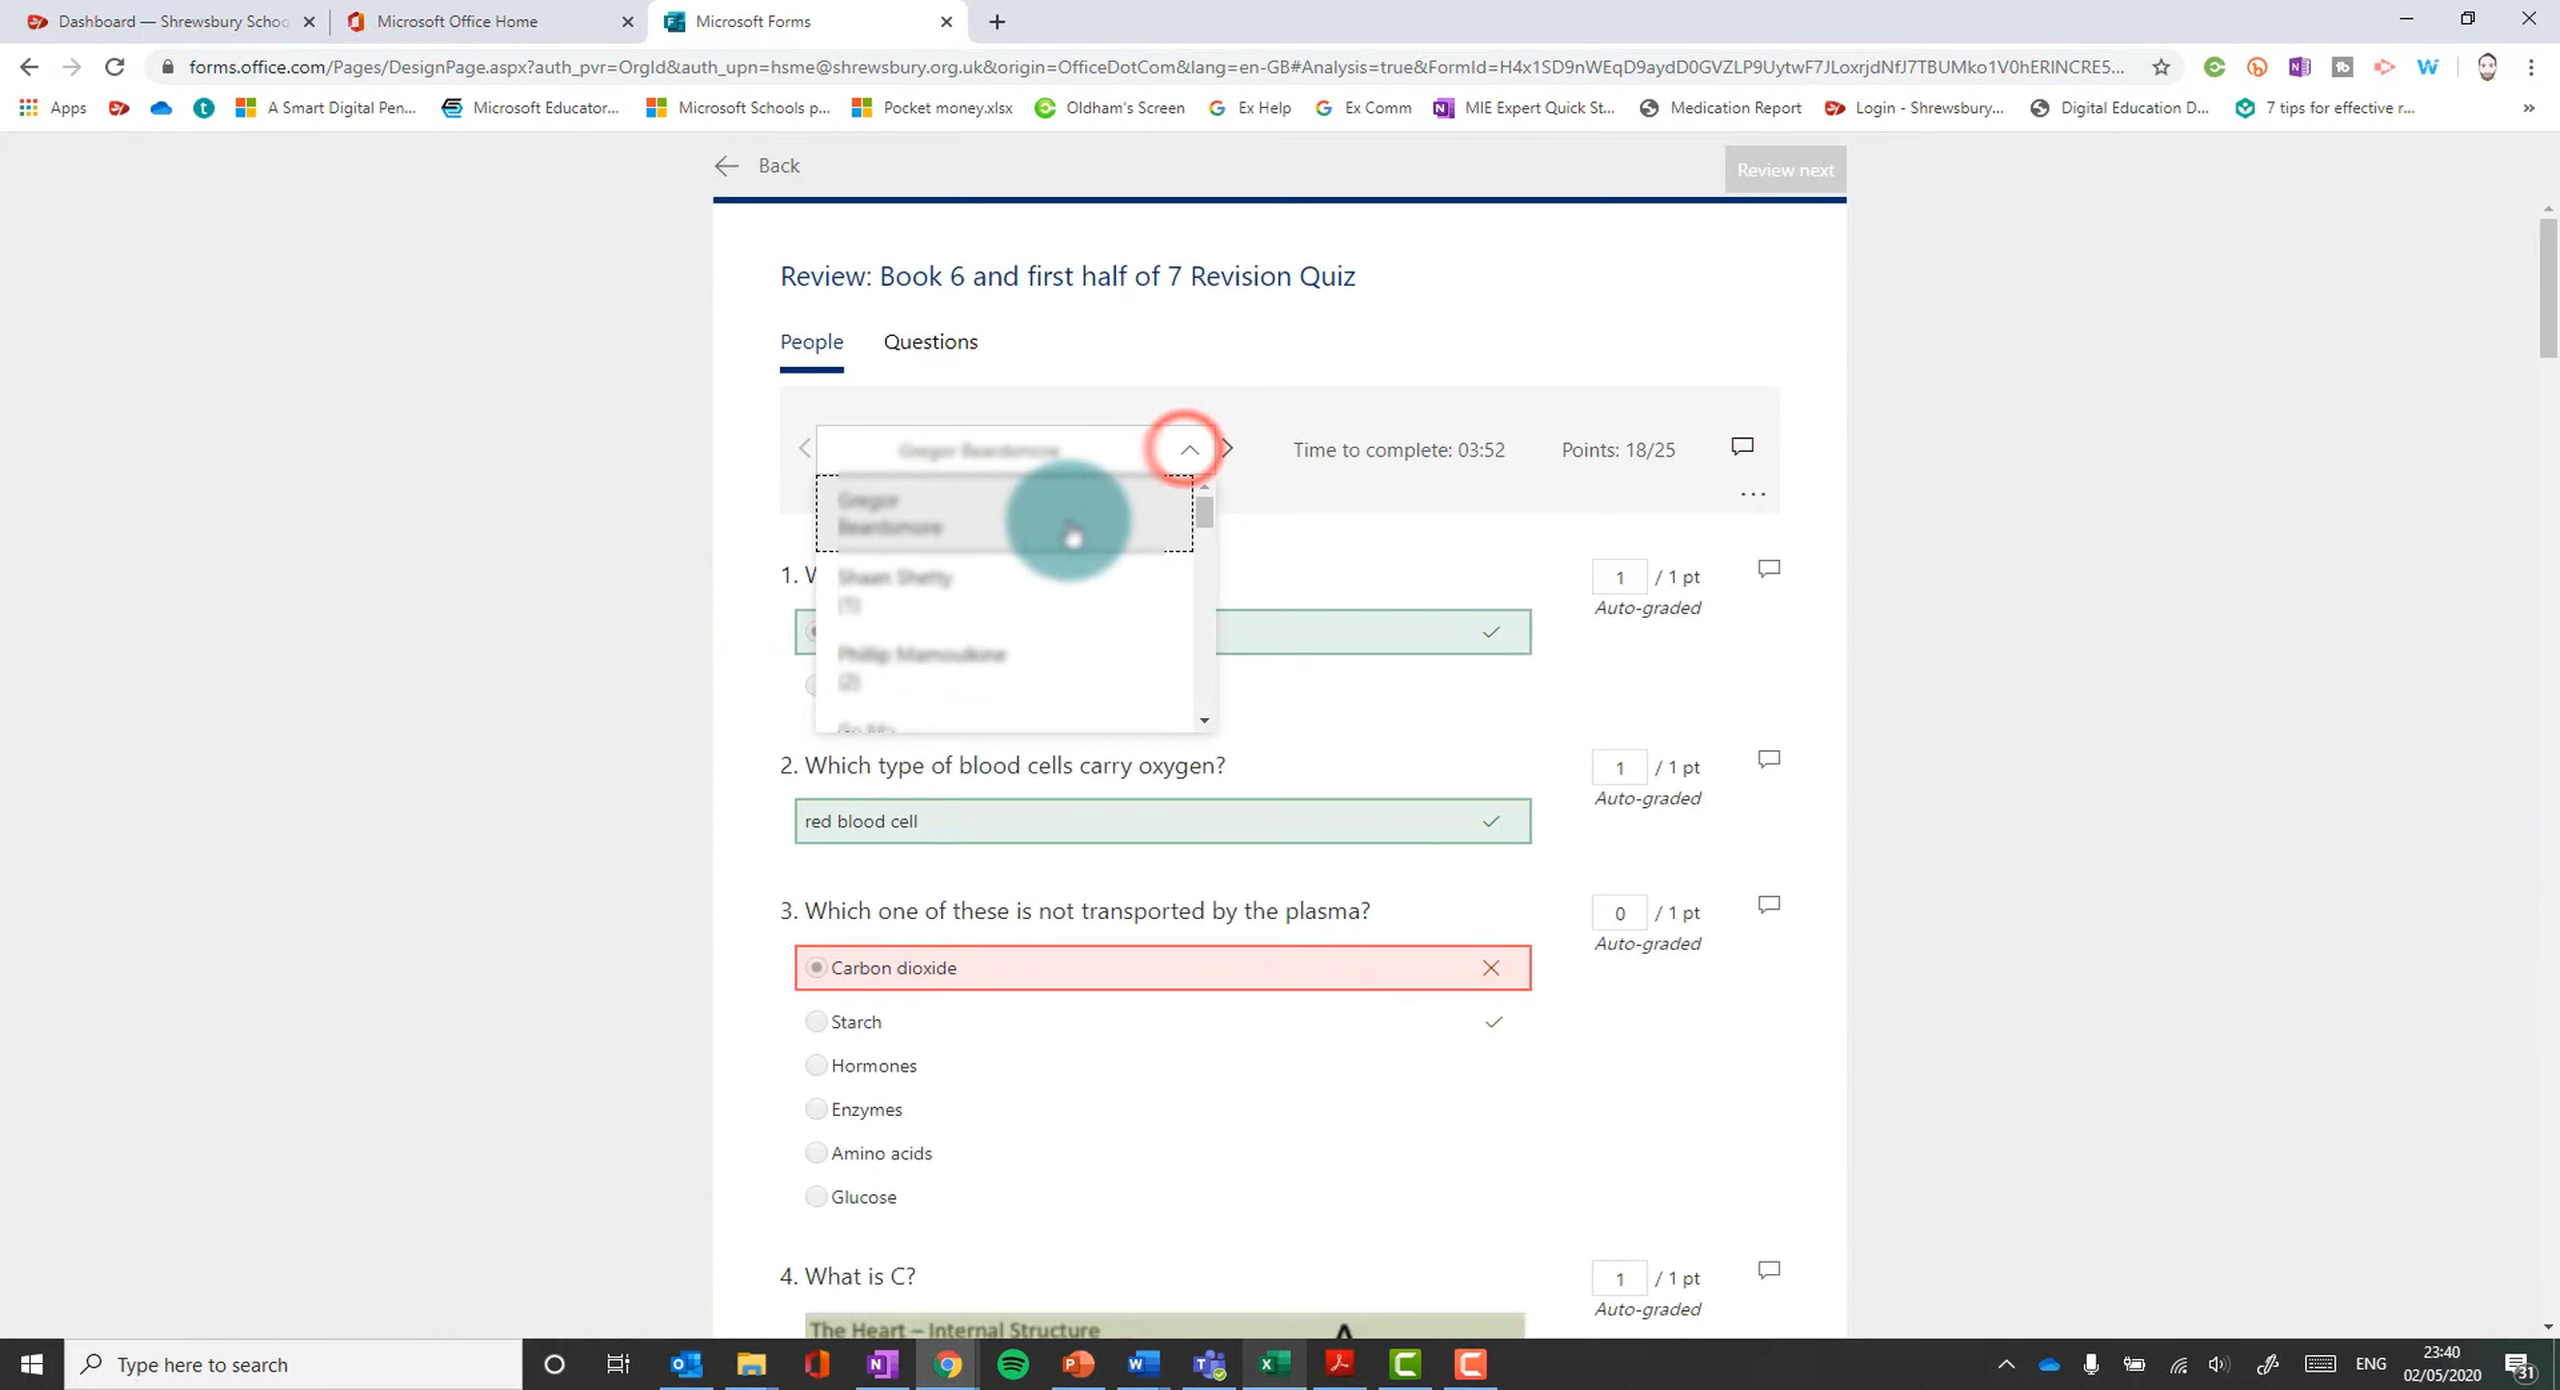 Dashboard — Shrewsbury Schoo
Microsoft Office Home
Microsoft Forms
forms.office.com/Pages/DesignPage.aspx?auth_pvr=OrgId&auth_upn=hsme@shrewsbury.org.uk&origin=OfficeDotCom&lang=en-GB#Analysis=true&FormId=H4x1SD9nWEqD9aydD0GVZLP9UytwF7JLoxrjdNfJ7TBUMko1V0hERINCRE5...
Apps
A Smart Digital Pen...
Microsoft Educator...
Microsoft Schools p...
Pocket money.xlsx
Oldham's Screen
Ex Help
Ex Comm
MIE Expert Quick St...
Medication Report
Login - Shrewsbury...
Digital Education D...
7 tips for effective r...
Back
Review next
Review: Book 6 and first half of 7 Revision Quiz
People
Questions
Time to complete: 03:52
Points: 18/25
1. W
1 / 1 pt
Auto-graded
2. Which type of blood cells carry oxygen?
1 / 1 pt
Auto-graded
red blood cell
3. Which one of these is not transported by the plasma?
0 / 1 pt
Auto-graded
Carbon dioxide
Starch
Hormones
Enzymes
Amino acids
Glucose
4. What is C?
1 / 1 pt
Auto-graded
The Heart – Internal Structure
A
Type here to search
ENG
23:40
02/05/2020
31